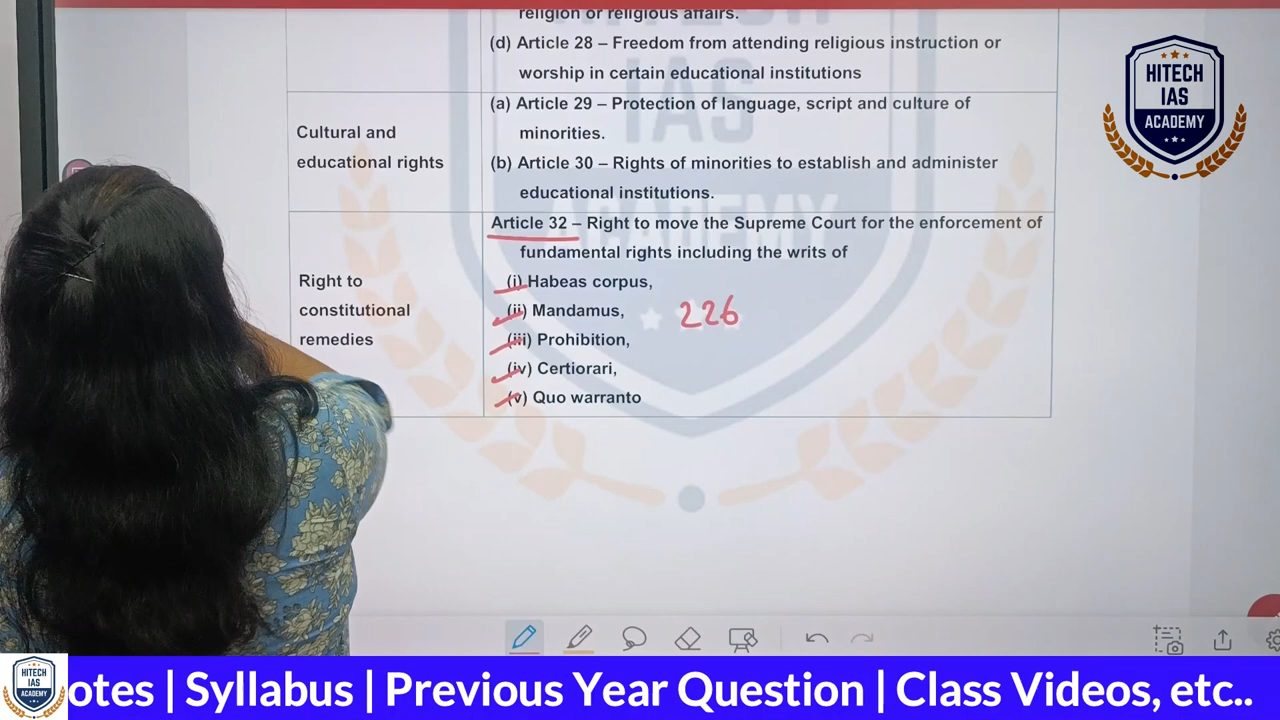 religion or religious affairs.
(d) Article 28 – Freedom from attending religious instruction or
worship in certain educational institutions
HITECH
IAS
ACADEMY
Cultural and
educational rights
(a) Article 29 – Protection of language, script and culture of
minorities.
(b) Article 30 – Rights of minorities to establish and administer
educational institutions.
Right to
constitutional
remedies
Article 32 – Right to move the Supreme Court for the enforcement of
fundamental rights including the writs of
(i) Habeas corpus,
(ii) Mandamus,
226
(iii) Prohibition,
(iv) Certiorari,
(v) Quo warranto
HITECH
IAS
ACADEMY
otes | Syllabus | Previous Year Question | Class Videos, etc..